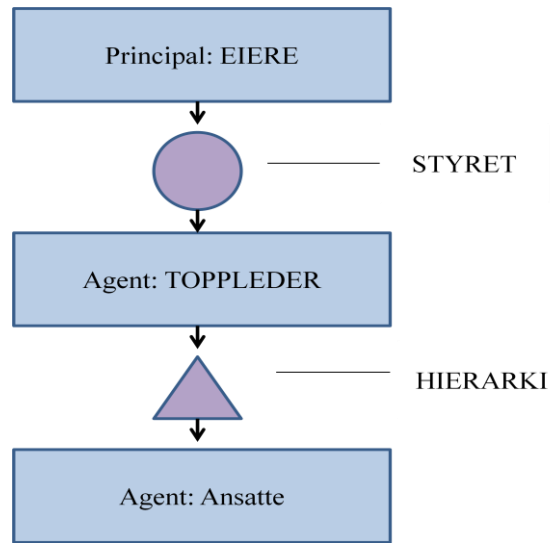 Principal: EIERE
STYRET
Agent: TOPPLEDER
HIERARKI
Agent: Ansatte